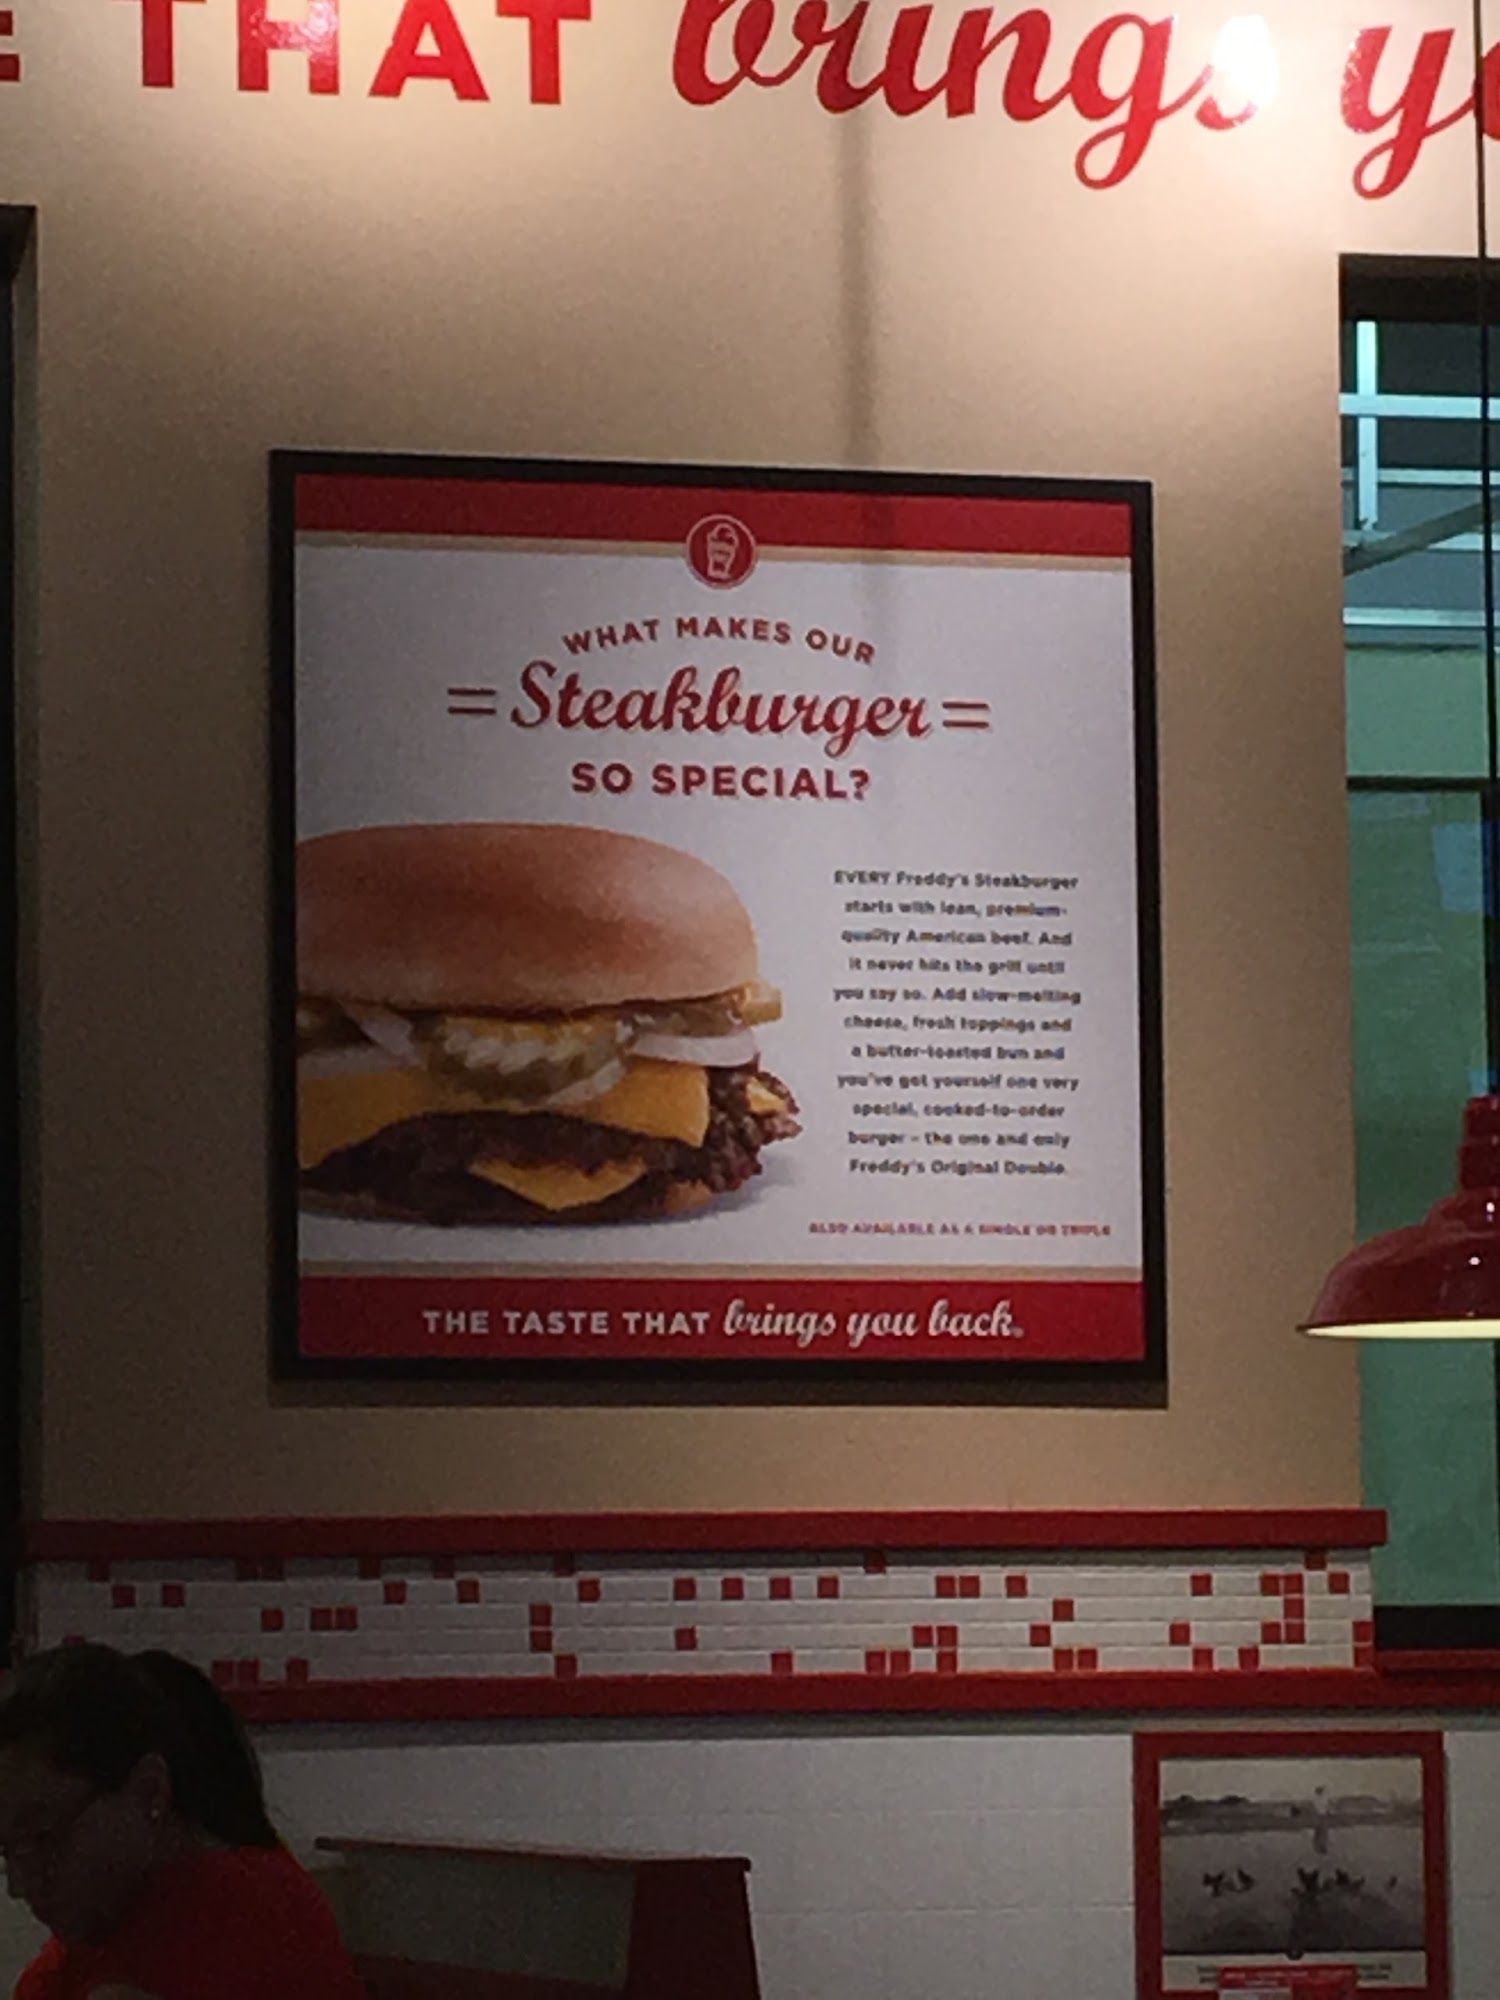 THAT brings
WHAT MAKES OUR
= Steakburger =
SO SPECIAL?
EVERY Freddy's Steakburger
starts with lean, premium-
quality American beef. And
it never hits the grill until
you say so. Add slow-melting
cheese, fresh toppings and
a butter-toasted bun and
you've got yourself one very
special, cooked-to-order
burger – the one and only
Freddy's Original Double.
ALSO AVAILABLE AS A SINGLE OR TRIPLE
THE TASTE THAT brings you back.